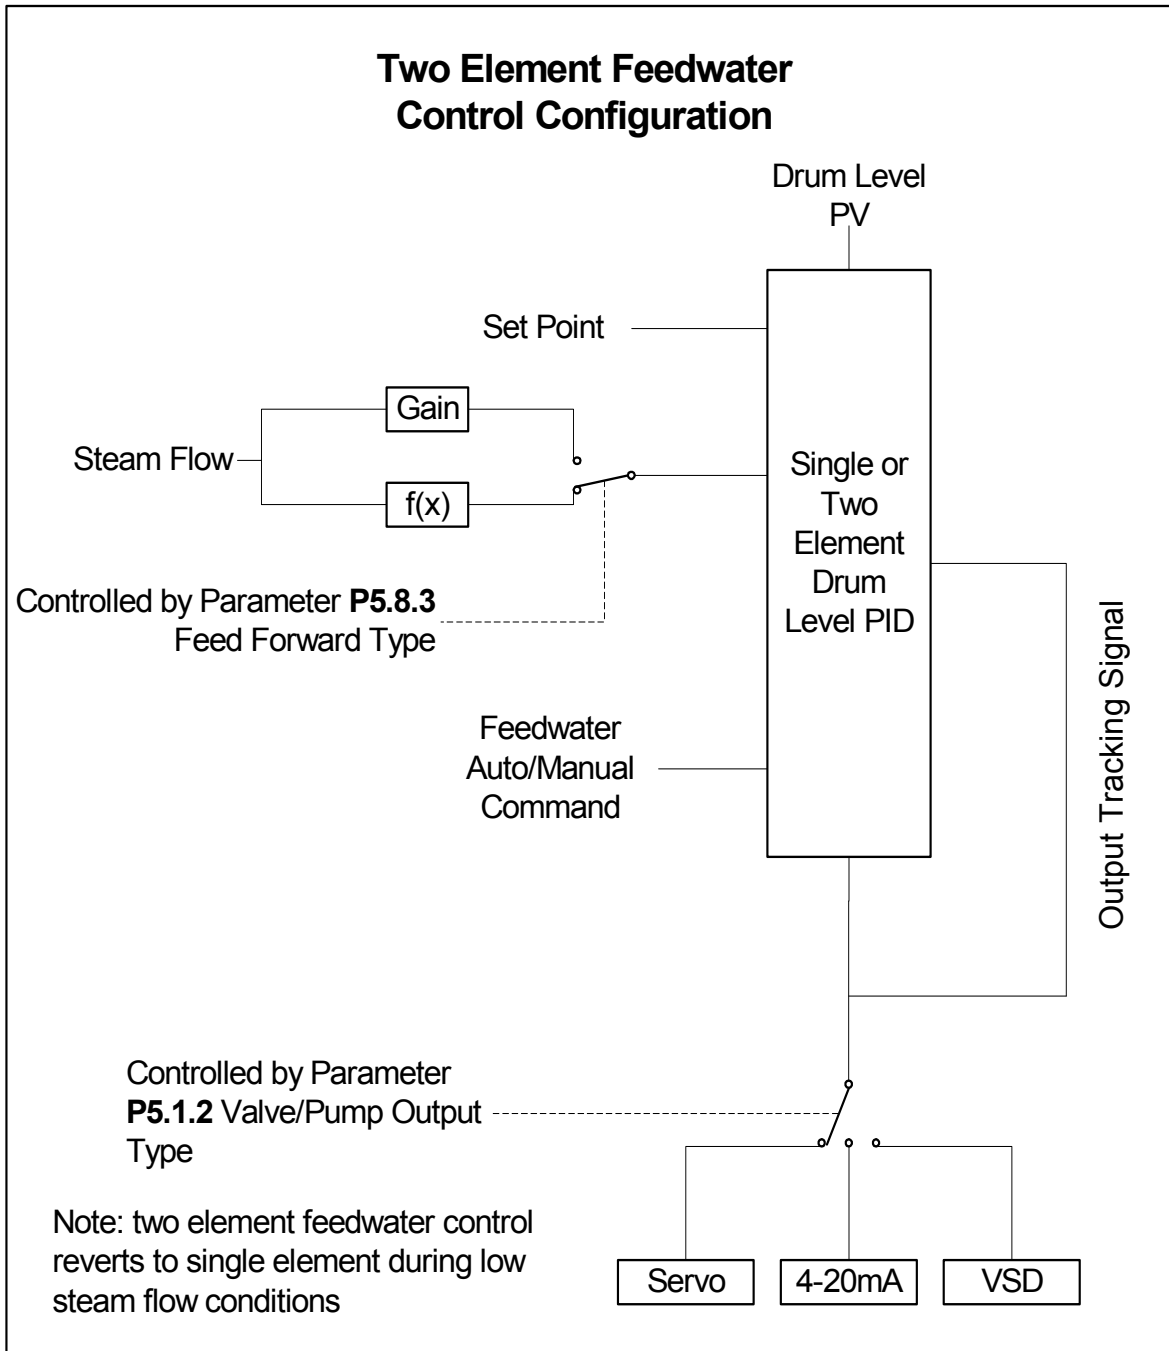 Two Element Feedwater
Control Configuration
Drum Level
PV
Set Point
Gain
Steam Flow
f(x)
Single or
Two
Element
Drum
Level PID
Controlled by Parameter P5.8.3
Feed Forward Type
Output Tracking Signal
Feedwater
Auto/Manual
Command
Controlled by Parameter
P5.1.2 Valve/Pump Output
Type
Note: two element feedwater control
reverts to single element during low
steam flow conditions
Servo
4-20mA
VSD